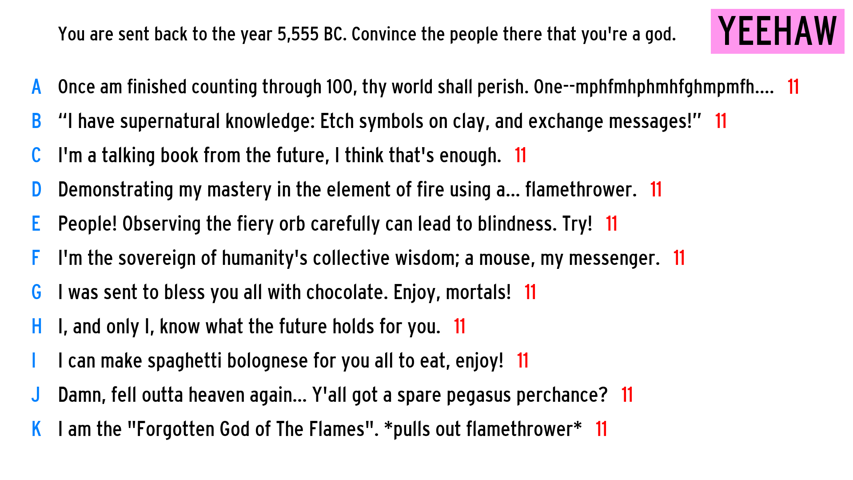 You are sent back to the year 5,555 BC. Convince the people there that you're a god.
YEEHAW
A Once am finished counting through 100, thy world shall perish. One--mphfmhphmhfghmpmfh.... 11
B “I have supernatural knowledge: Etch symbols on clay, and exchange messages!” 11
C I'm a talking book from the future, I think that's enough. 11
D Demonstrating my mastery in the element of fire using a... flamethrower. 11
E People! Observing the fiery orb carefully can lead to blindness. Try! 11
F I'm the sovereign of humanity's collective wisdom; a mouse, my messenger. 11
G I was sent to bless you all with chocolate. Enjoy, mortals! 11
H I, and only I, know what the future holds for you. 11
I I can make spaghetti bolognese for you all to eat, enjoy! 11
J Damn, fell outta heaven again... Y'all got a spare pegasus perchance? 11
K I am the "Forgotten God of The Flames". *pulls out flamethrower* 11